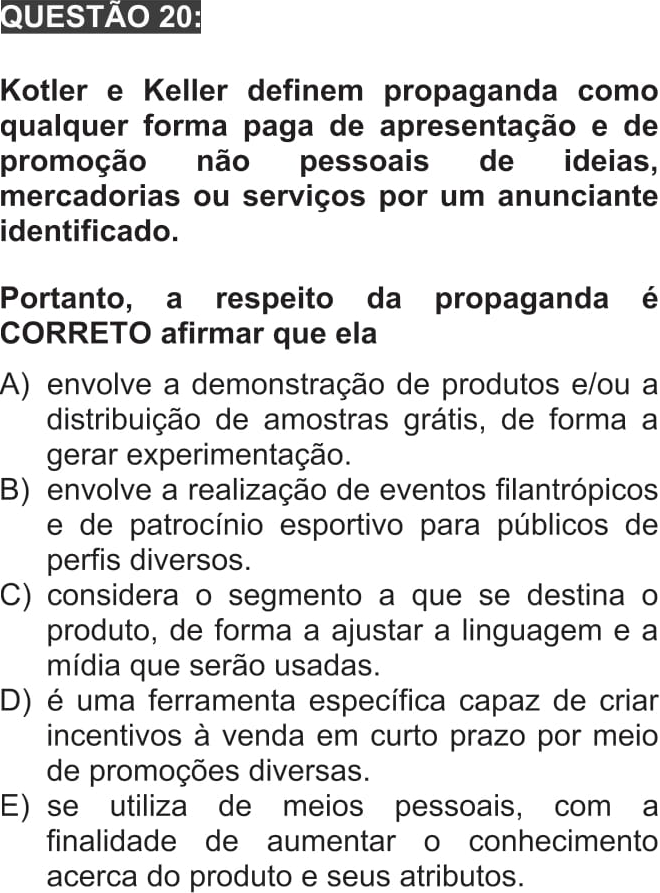 QUESTÃO 20:
Kotler e Keller definem propaganda como
qualquer forma paga de apresentação e de
promoção não pessoais de ideias,
mercadorias ou serviços por um anunciante
identificado.
Portanto, a respeito da propaganda é
CORRETO afirmar que ela
A) envolve a demonstração de produtos e/ou a
distribuição de amostras grátis, de forma a
gerar experimentação.
B) envolve a realização de eventos filantrópicos
e de patrocínio esportivo para públicos de
perfis diversos.
C) considera o segmento a que se destina o
produto, de forma a ajustar a linguagem e a
mídia que serão usadas.
D) é uma ferramenta específica capaz de criar
incentivos à venda em curto prazo por meio
de promoções diversas.
E) se utiliza de meios pessoais, com a
finalidade de aumentar o conhecimento
acerca do produto e seus atributos.